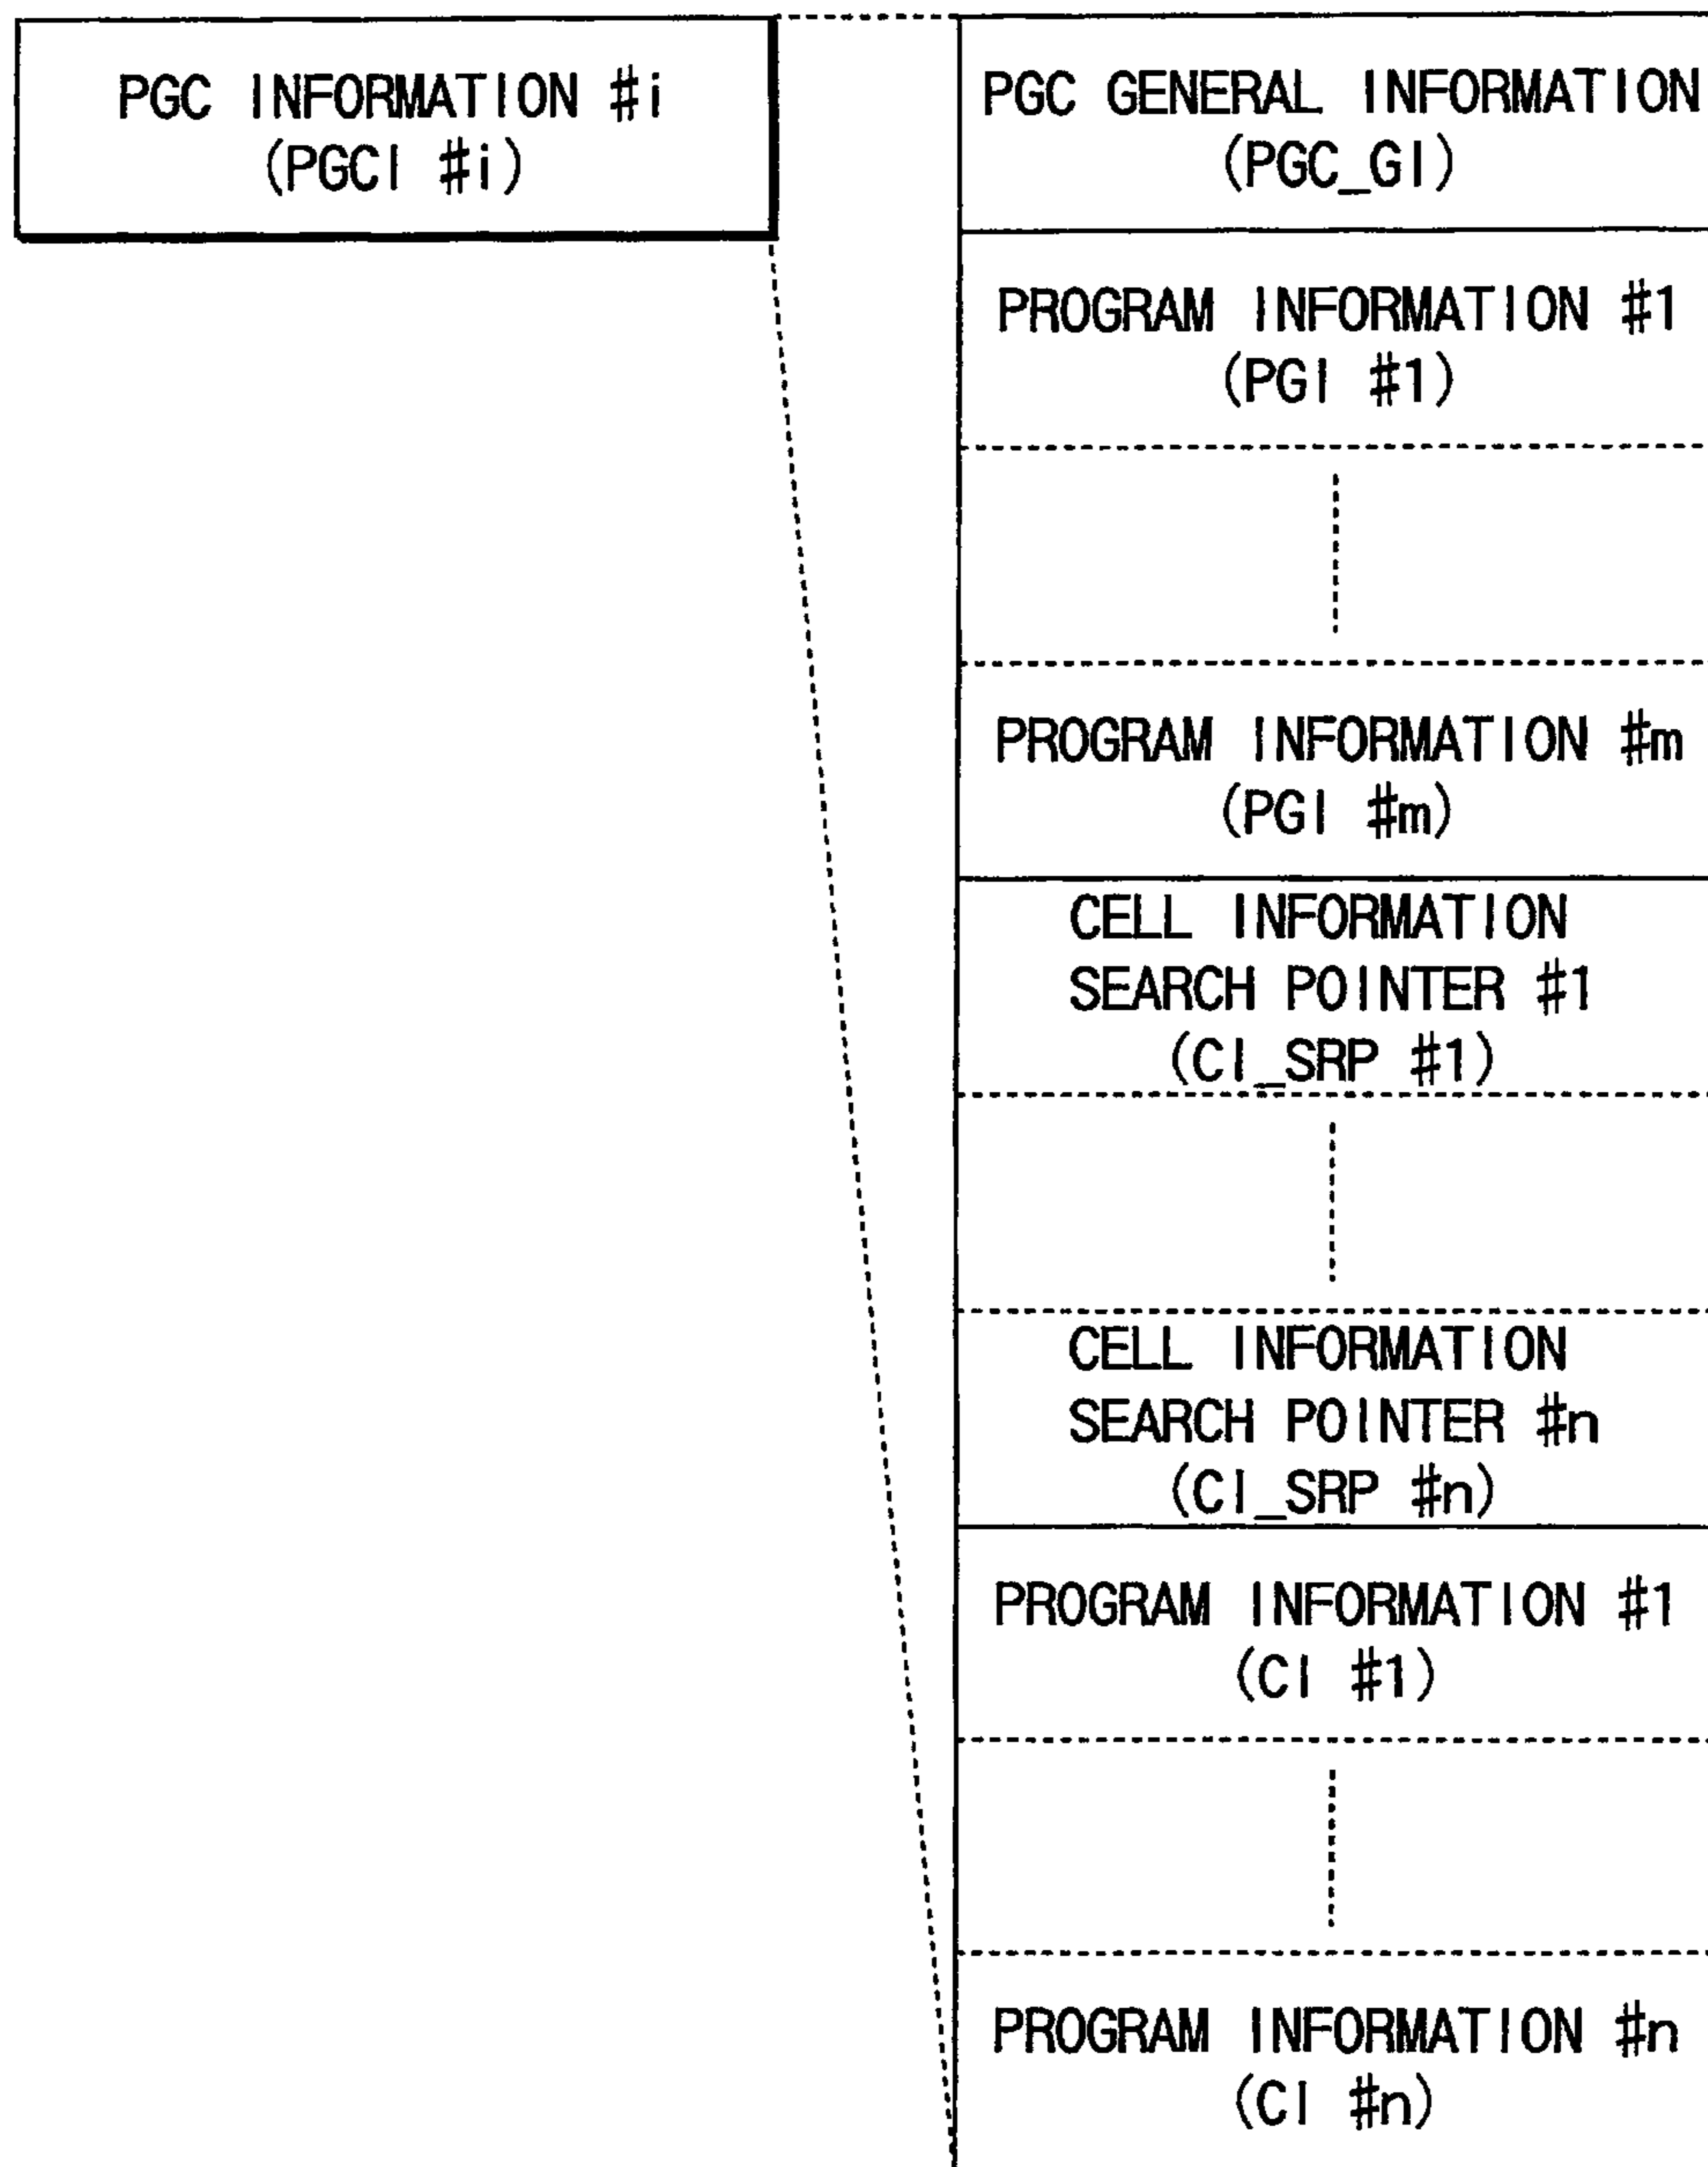 PGC INFORMATION #i
(PGCI #i)
PGC GENERAL INFORMATION
(PGC_GI)
PROGRAM INFORMATION #1
(PGI #1)
PROGRAM INFORMATION #m
(PGI #m)
CELL INFORMATION
SEARCH POINTER #1
(CI_SRP #1)
CELL INFORMATION
SEARCH POINTER #n
(CI_SRP #n)
PROGRAM INFORMATION #1
(CI #1)
PROGRAM INFORMATION #n
(CI #n)